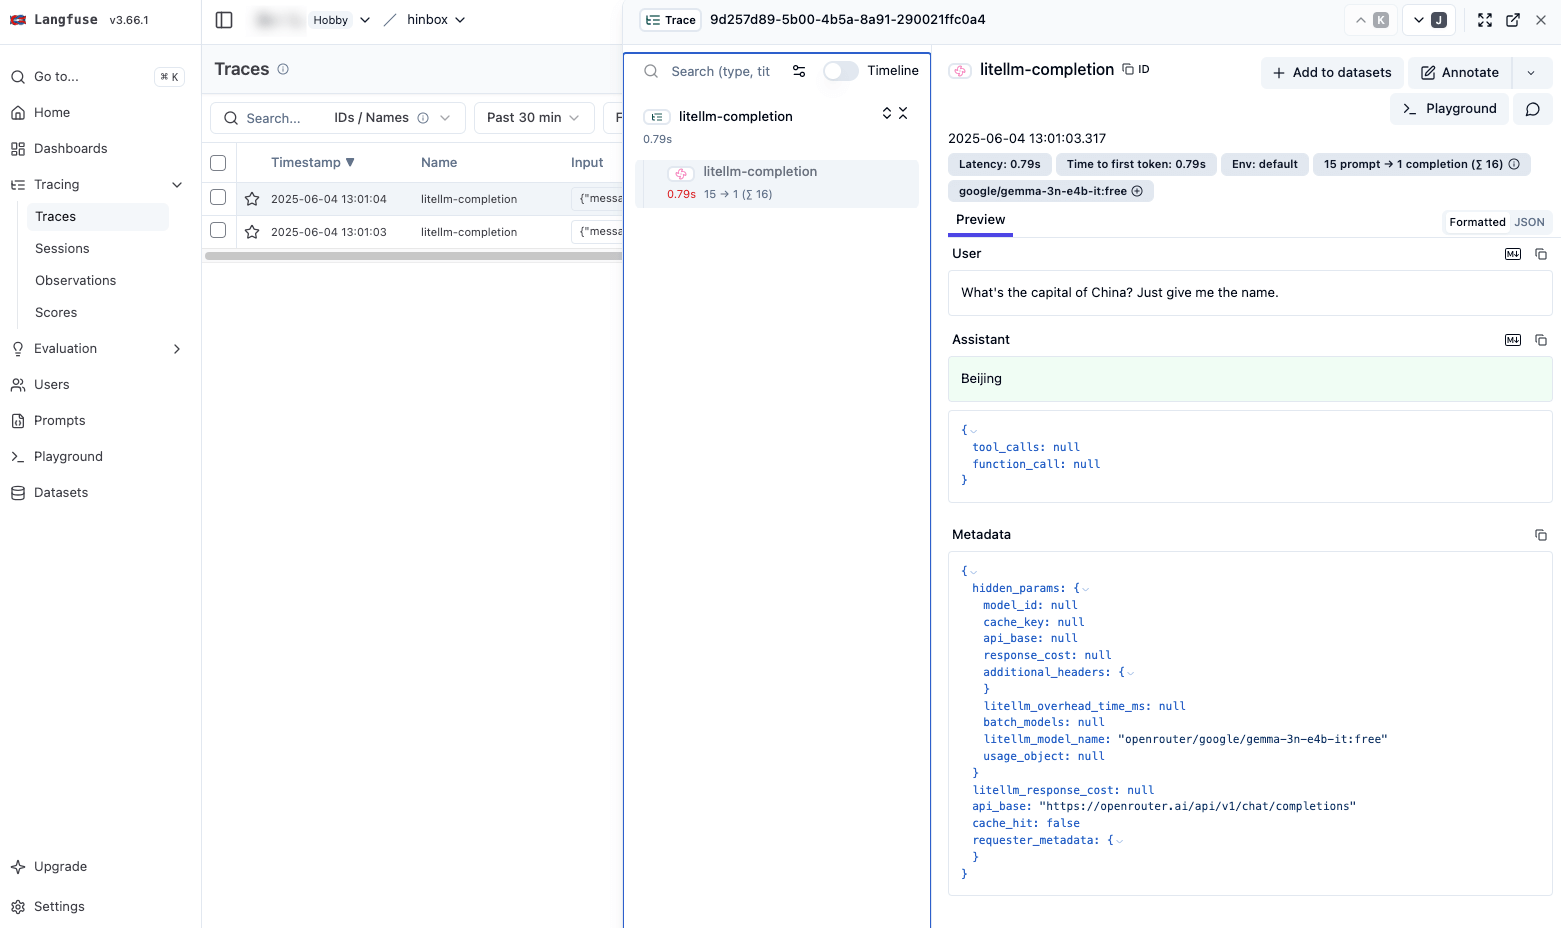 Langfuse v3.66.1
Go to... ⌘ K
Home
Dashboards
Tracing
Traces
Sessions
Observations
Scores
Evaluation
Users
Prompts
Playground
Datasets
Upgrade
Settings
Hobby / hinbox
Traces
Search... IDs / Names Past 30 min F
Timestamp ▼ Name Input
2025-06-04 13:01:04 litellm-completion {"messa
2025-06-04 13:01:03 litellm-completion {"messa
Trace 9d257d89-5b00-4b5a-8a91-290021ffc0a4 K J
Search (type, tit Timeline
litellm-completion
0.79s
litellm-completion
0.79s 15 → 1 (∑ 16)
litellm-completion ID
Add to datasets Annotate
Playground
2025-06-04 13:01:03.317
Latency: 0.79s Time to first token: 0.79s Env: default 15 prompt → 1 completion (∑ 16)
google/gemma-3n-e4b-it:free
Preview Formatted JSON
User M↓
What's the capital of China? Just give me the name.
Assistant M↓
Beijing
{
tool_calls: null
function_call: null
}
Metadata
{
hidden_params: {
model_id: null
cache_key: null
api_base: null
response_cost: null
additional_headers: {
}
litellm_overhead_time_ms: null
batch_models: null
litellm_model_name: "openrouter/google/gemma-3n-e4b-it:free"
usage_object: null
}
litellm_response_cost: null
api_base: "https://openrouter.ai/api/v1/chat/completions"
cache_hit: false
requester_metadata: {
}
}